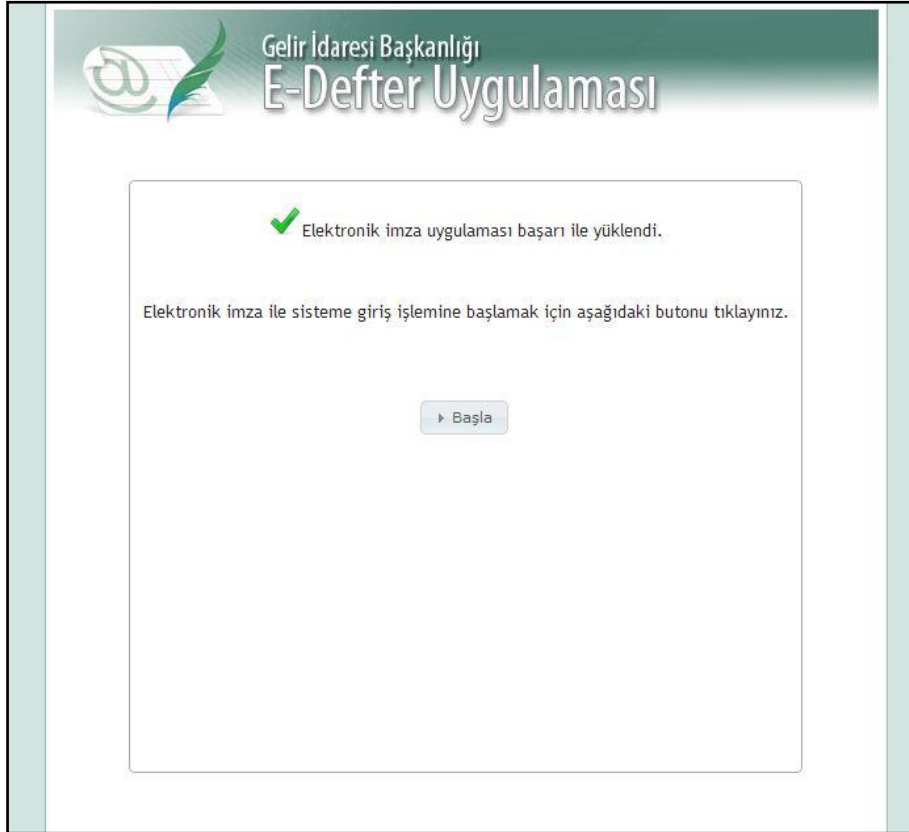 Gelir İdaresi Başkanlığı
E-Defter Uygulaması
Elektronik imza uygulaması başarı ile yüklendi.
Elektronik imza ile sisteme giriş işlemine başlamak için aşağıdaki butonu tıklayınız.
Başla